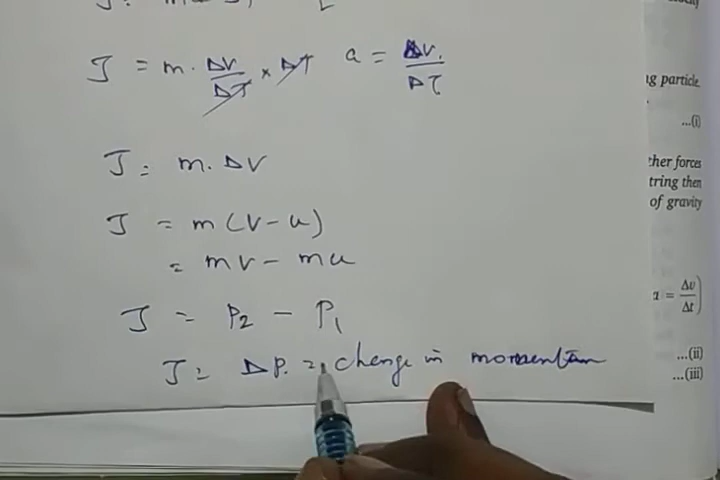 J = m · Δv/ΔT × ΔT a = Δv/ΔT
J = m · Δv
J = m(v - u)
= mv - mu
J = P₂ - P₁
J = ΔP. = change in momentum
ng particle.
...(i)
ther forces
tring then
of gravity
a = Δv/Δt)
...(ii)
...(iii)